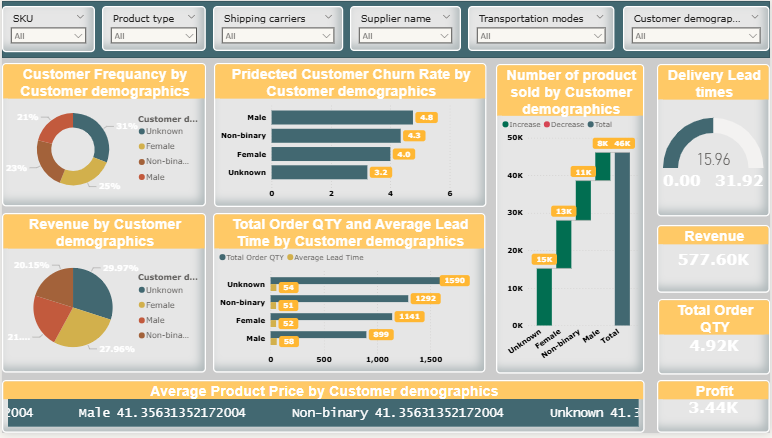 SKU
All
Product type
All
Shipping carriers
All
Supplier name
All
Transportation modes
All
Customer demograp...
All
Customer Frequancy by
Customer demographics
21%
31%
23%
25%
Customer d...
Unknown
Female
Non-bina...
Male
Pridected Customer Churn Rate by
Customer demographics
Male
4.8
Non-binary
4.3
Female
4.0
Unknown
3.2
0 2 4 6
Number of product
sold by Customer
demographics
Increase Decrease Total
50K
40K
30K
20K
10K
0K
15K
13K
11K
8K
46K
Unknown
Female
Non-binary
Male
Total
Delivery Lead
times
15.96
0.00 31.92
Revenue by Customer
demographics
20.15%
29.97%
21....
27.96%
Customer d...
Unknown
Female
Male
Non-bina...
Total Order QTY and Average Lead
Time by Customer demographics
Total Order QTY Average Lead Time
Unknown
1590
54
Non-binary
1292
51
Female
1141
52
Male
899
58
0 500 1,000 1,500
Revenue
577.60K
Total Order
QTY
4.92K
Average Product Price by Customer demographics
2004 Male 41.35631352172004 Non-binary 41.35631352172004 Unknown 41.3
Profit
3.44K